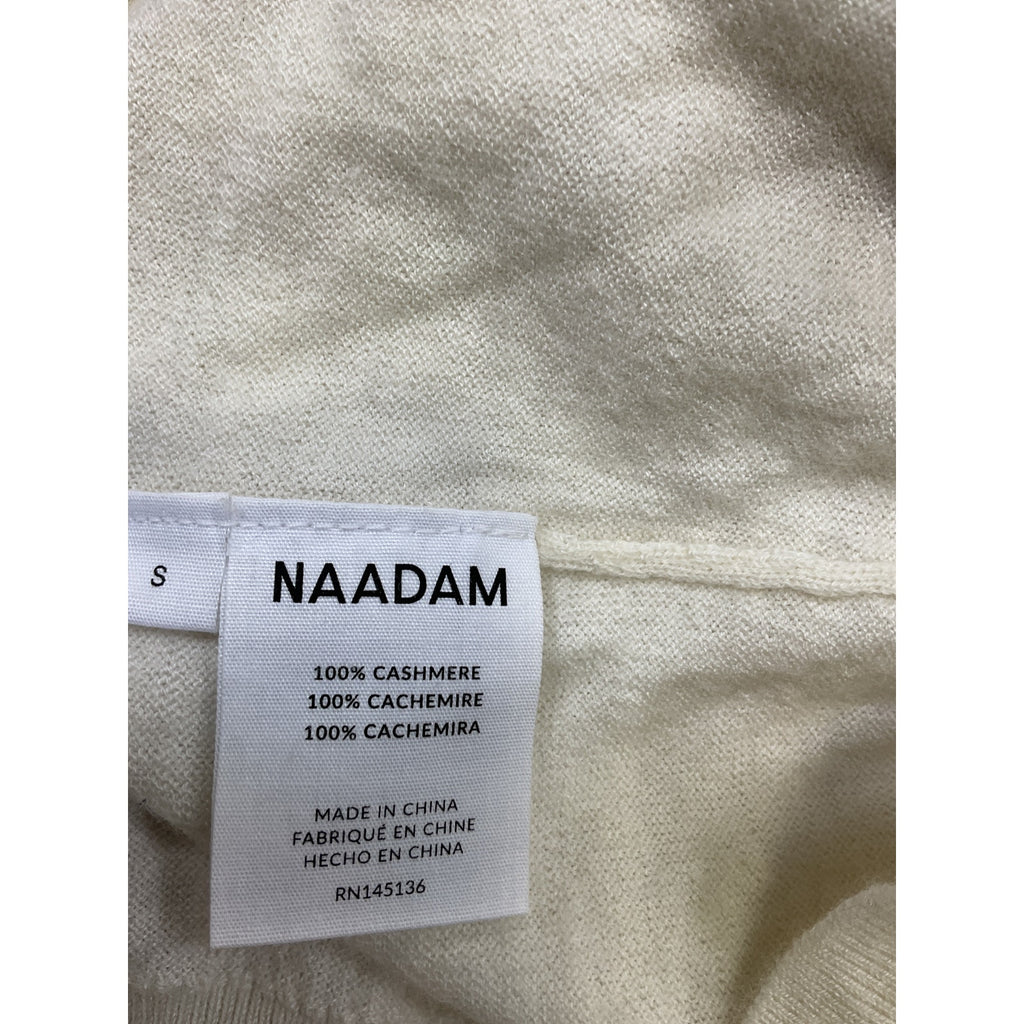 S
NAADAM
100% CASHMERE
100% CACHEMIRE
100% CACHEMIRA
MADE IN CHINA
FABRIQUÉ EN CHINE
HECHO EN CHINA
RN145136